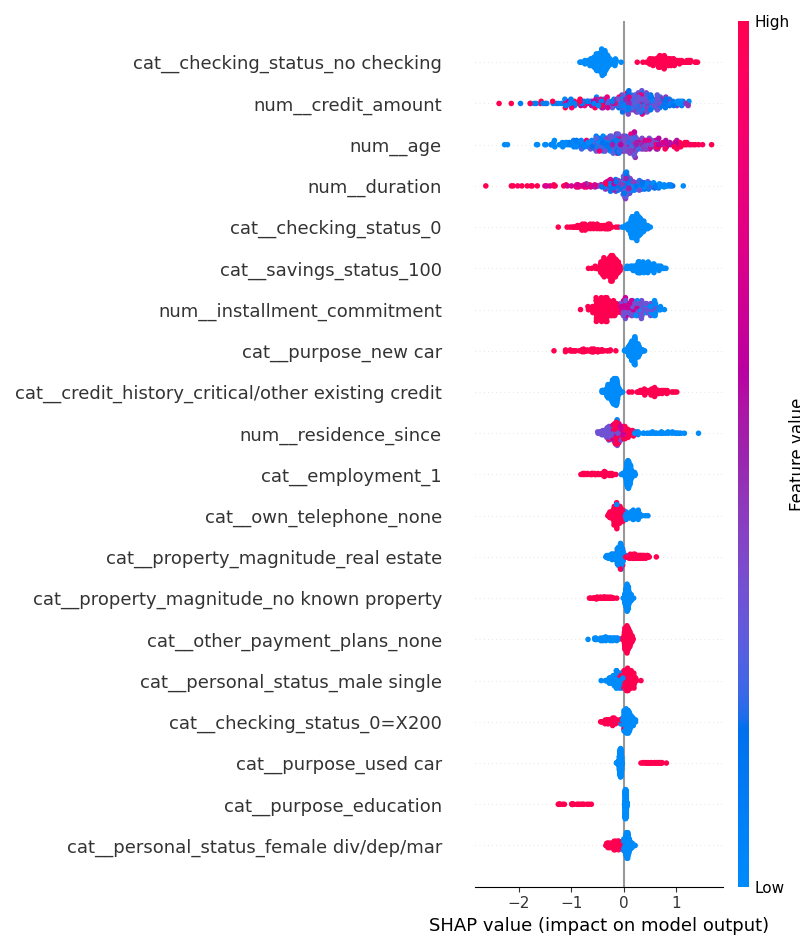 High
cat__checking_status_no checking
num__credit_amount
num__age
num__duration
cat__checking_status_0
cat__savings_status_100
num__installment_commitment
cat__purpose_new car
cat__credit_history_critical/other existing credit
num__residence_since
cat__employment_1
cat__own_telephone_none
cat__property_magnitude_real estate
cat__property_magnitude_no known property
cat__other_payment_plans_none
cat__personal_status_male single
cat__checking_status_0=X200
cat__purpose_used car
cat__purpose_education
cat__personal_status_female div/dep/mar
Feature value
Low
−2 −1 0 1
SHAP value (impact on model output)